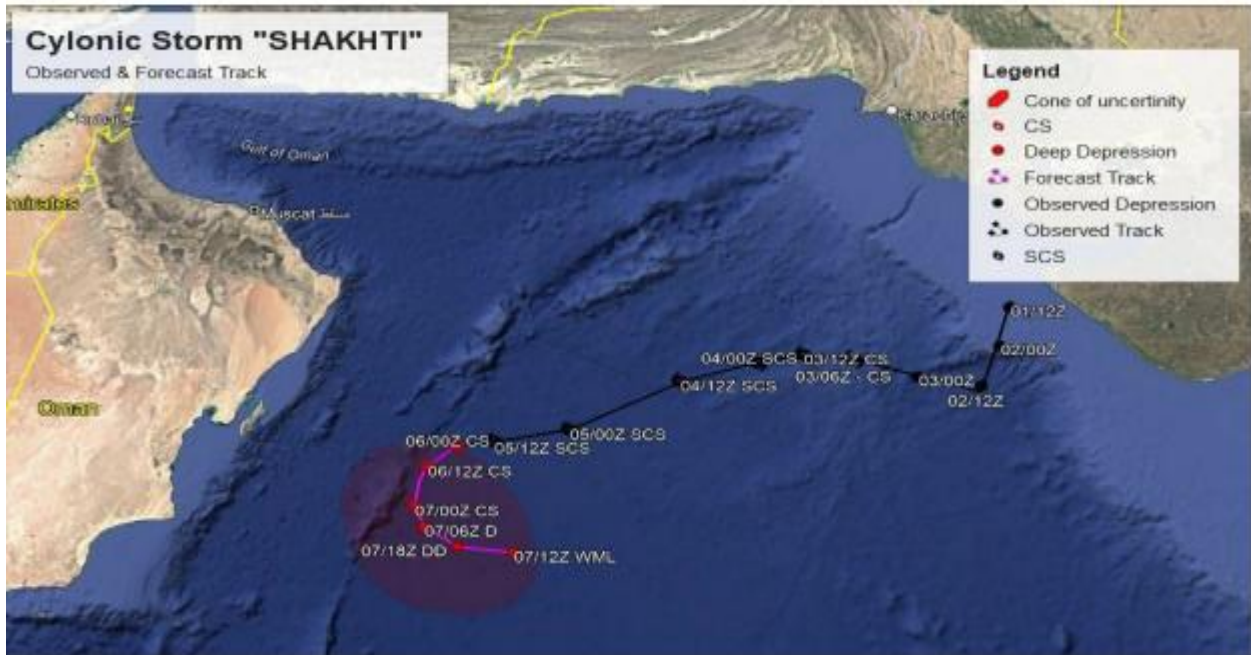 Cylonic Storm "SHAKHTI"
Observed & Forecast Track
Legend
Cone of uncertinity
CS
Deep Depression
Forecast Track
Observed Depression
Observed Track
SCS
Gulf of Oman
Muscat مسقط
mirates
Oman
01/12Z
02/00Z
02/12Z
03/00Z
03/06Z - CS
03/12Z CS
04/00Z SCS
04/12Z SCS
05/00Z SCS
05/12Z SCS
06/00Z CS
06/12Z CS
07/00Z CS
07/06Z D
07/18Z DD
07/12Z WML